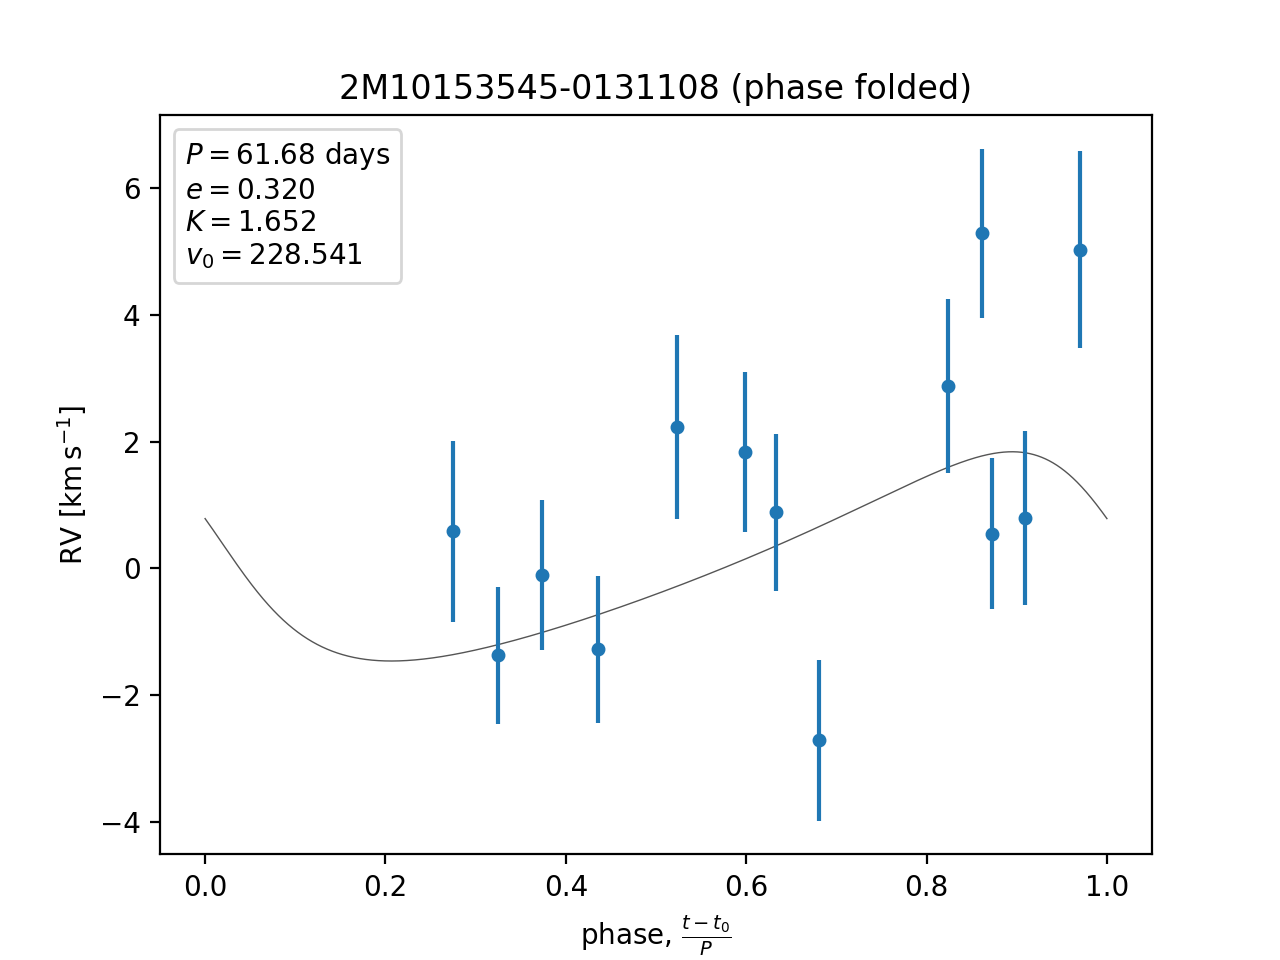 2M10153545-0131108 (phase folded)
P = 61.68 days
e = 0.320
K = 1.652
v₀ = 228.541
RV [km s⁻¹]
6
4
2
0
−2
−4
0.0 0.2 0.4 0.6 0.8 1.0
phase, (t − t₀)/P